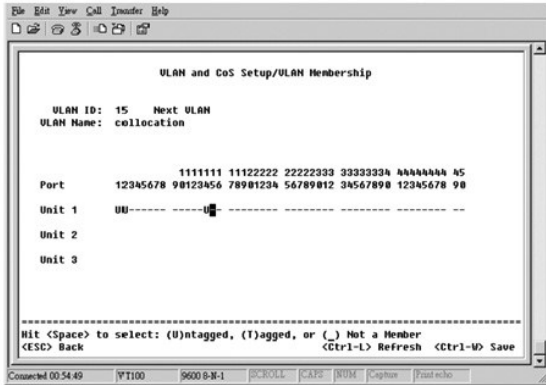 File Edit View Call Transfer Help
VLAN and CoS Setup/VLAN Membership
VLAN ID: 15 Next VLAN
VLAN Name: collocation
1111111 11122222 22222333 33333334 44444444 45
Port 12345678 90123456 78901234 56789012 34567890 12345678 90
Unit 1 UU------ -----U-- -------- -------- -------- -------- --
Unit 2
Unit 3
Hit <Space> to select: (U)ntagged, (T)agged, or (_) Not a Member
<ESC> Back <Ctrl-L> Refresh <Ctrl-W> Save
Connected 00:54:49 VT100 9600 8-N-1 SCROLL CAPS NUM Capture Print echo